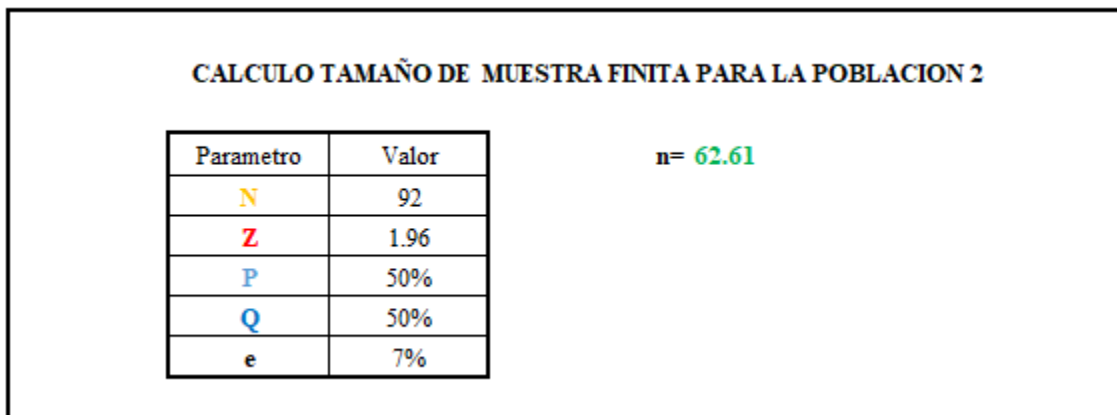 CALCULO TAMAÑO DE MUESTRA FINITA PARA LA POBLACION 2
Parametro Valor n= 62.61
N 92
Z 1.96
P 50%
Q 50%
e 7%